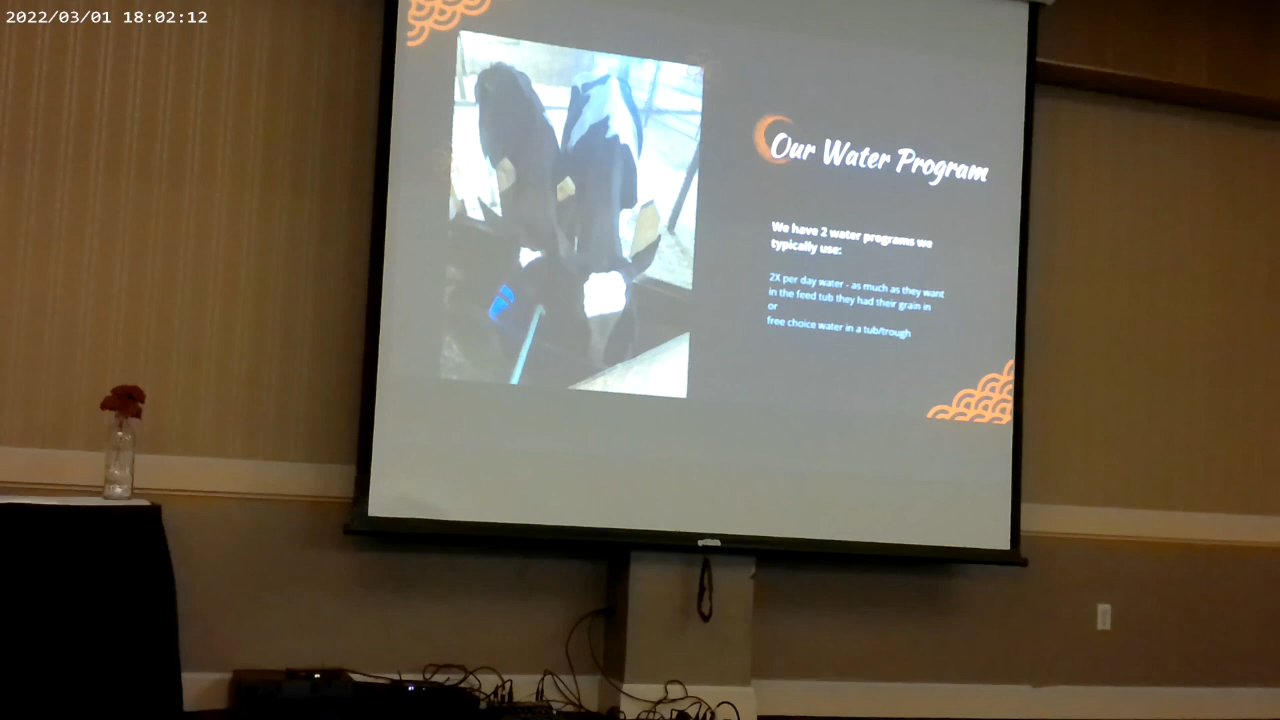 2022/03/01 18:02:12
Our Water Program
We have 2 water programs we
typically use:
2X per day water - as much as they want
in the feed tub they had their grain in
or
free choice water in a tub/trough